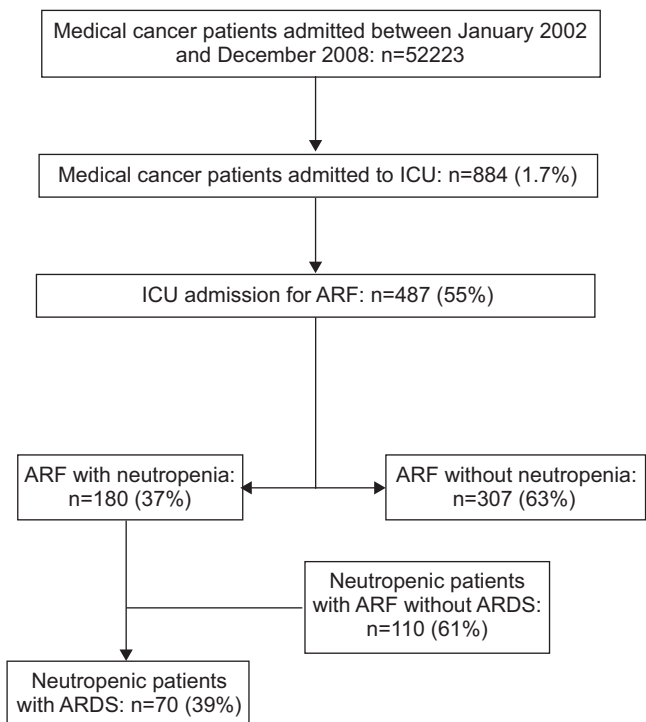 Medical cancer patients admitted between January 2002
and December 2008: n=52223
Medical cancer patients admitted to ICU: n=884 (1.7%)
ICU admission for ARF: n=487 (55%)
ARF with neutropenia:
n=180 (37%)
ARF without neutropenia:
n=307 (63%)
Neutropenic patients
with ARF without ARDS:
n=110 (61%)
Neutropenic patients
with ARDS: n=70 (39%)